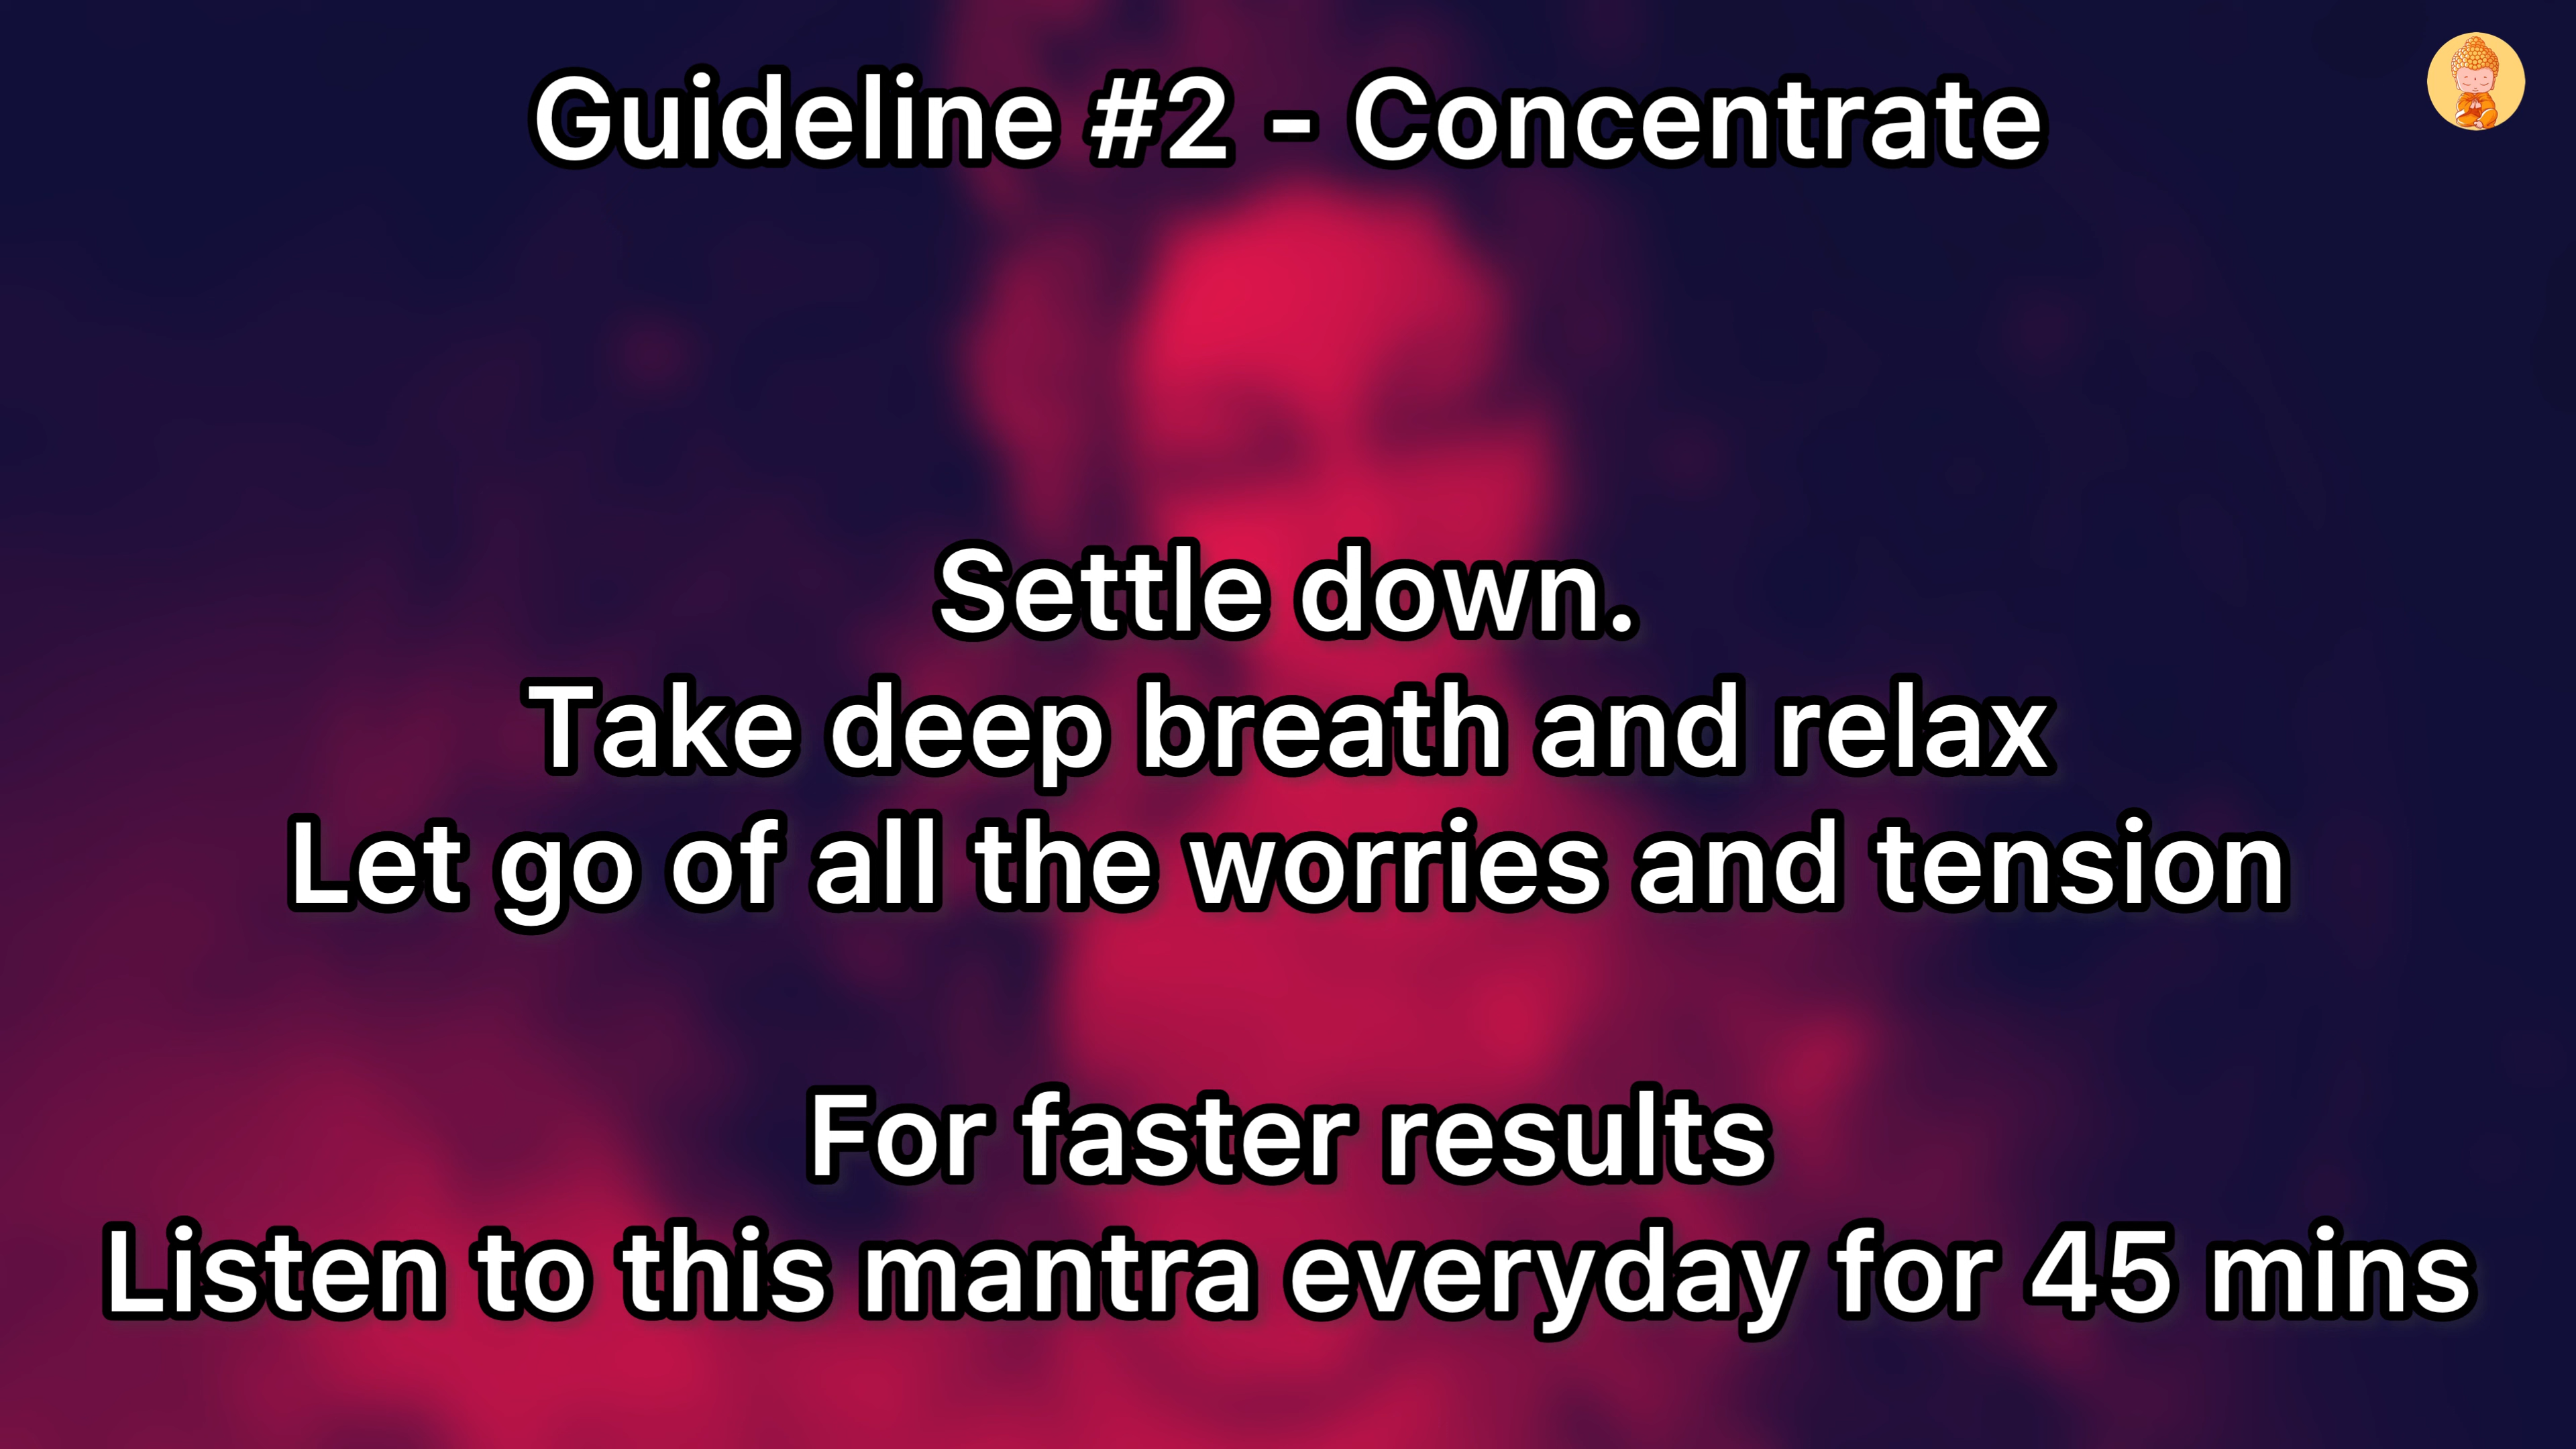 Guideline #2 - Concentrate
Settle down.
Take deep breath and relax
Let go of all the worries and tension
For faster results
Listen to this mantra everyday for 45 mins